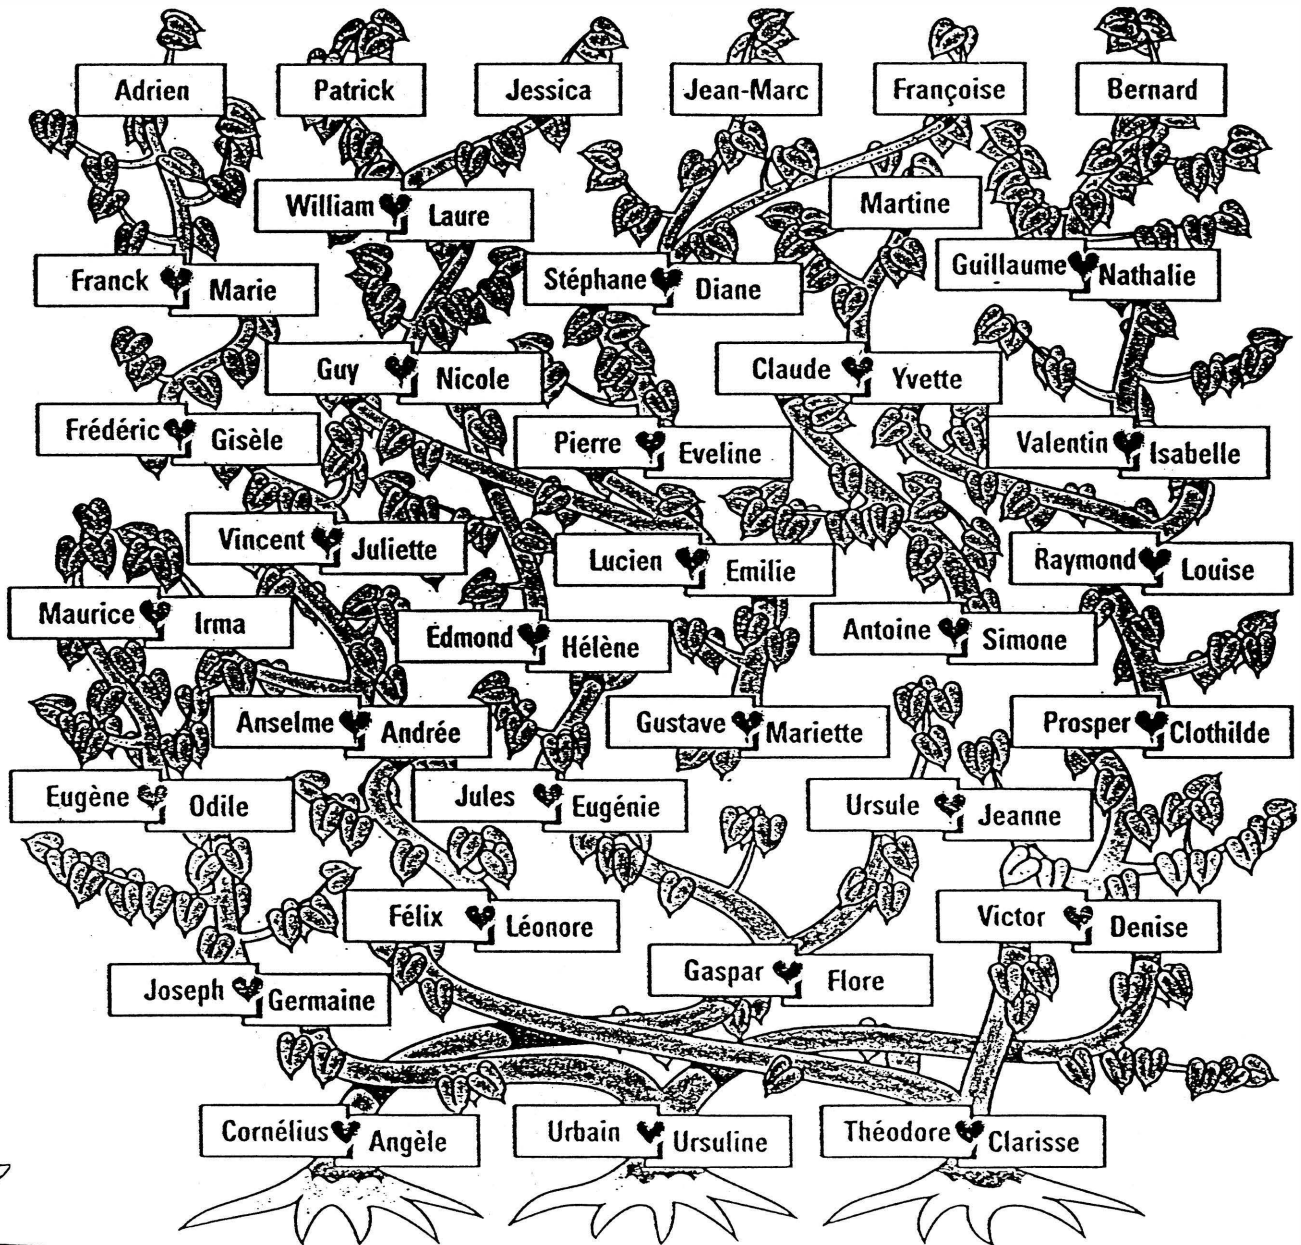 Adrien
Patrick
Jessica
Jean-Marc
Françoise
Bernard
William Laure
Martine
Franck Marie
Stéphane Diane
Guillaume Nathalie
Guy Nicole
Claude Yvette
Frédéric Gisèle
Pierre Eveline
Valentin Isabelle
Vincent Juliette
Lucien Emilie
Raymond Louise
Maurice Irma
Edmond Hélène
Antoine Simone
Anselme Andrée
Gustave Mariette
Prosper Clothilde
Eugène Odile
Jules Eugénie
Ursule Jeanne
Félix Léonore
Victor Denise
Joseph Germaine
Gaspar Flore
Cornélius Angèle
Urbain Ursuline
Théodore Clarisse